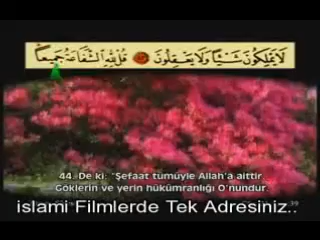 لَا يَمْلِكُونَ شَيْـًٔا وَلَا يَعْقِلُونَ ﴿٤٣﴾ قُلْ لِلّٰهِ الشَّفَاعَةُ جَمِيعًا
44. De ki: "Şefaat tümüyle Allah'a aittir.
Göklerin ve yerin hükümranlığı O'nundur.
islami Filmlerde Tek Adresiniz..